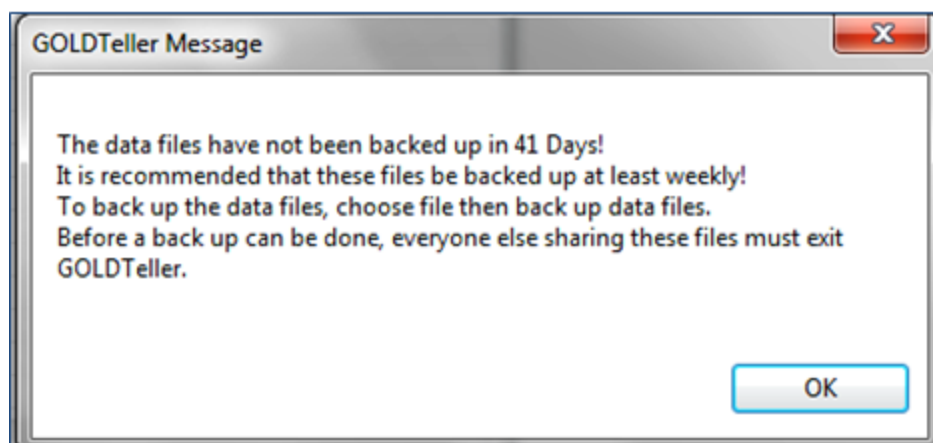 GOLDTeller Message
The data files have not been backed up in 41 Days!
It is recommended that these files be backed up at least weekly!
To back up the data files, choose file then back up data files.
Before a back up can be done, everyone else sharing these files must exit
GOLDTeller.
OK